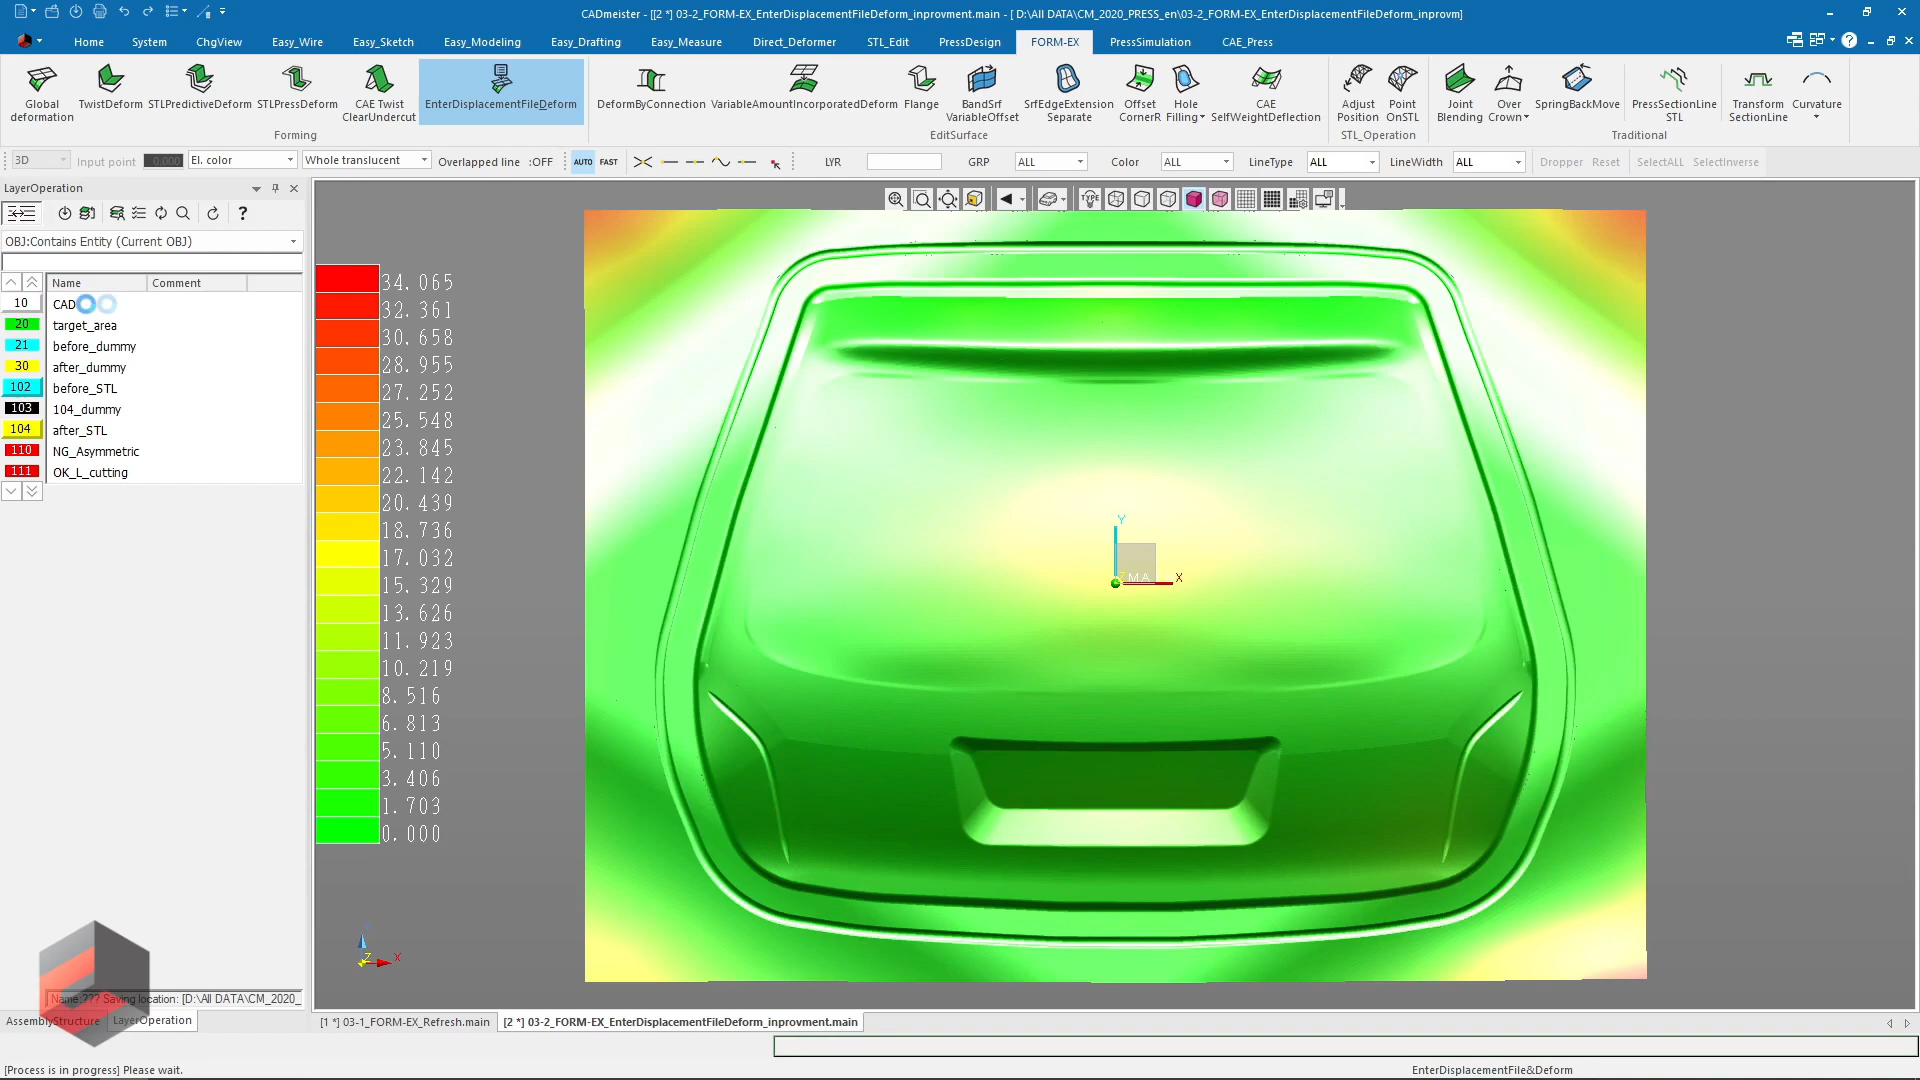 CADmeister - [[2 *] 03-2_FORM-EX_EnterDisplacementFileDeform_inprovment.main - [ D:\All DATA\CM_2020_PRESS_en\03-2_FORM-EX_EnterDisplacementFileDeform_inprovm]
Home System ChgView Easy_Wire Easy_Sketch Easy_Modeling Easy_Drafting Easy_Measure Direct_Deformer STL_Edit PressDesign FORM-EX PressSimulation CAE_Press
Global deformation
TwistDeform
STLPredictiveDeform
STLPressDeform
CAE Twist ClearUndercut
EnterDisplacementFileDeform
DeformByConnection
VariableAmountIncorporatedDeform
Flange
BandSrf VariableOffset
SrfEdgeExtension Separate
Offset CornerR
Hole Filling
CAE SelfWeightDeflection
Adjust Position
Point OnSTL
Joint Blending
Over Crown
SpringBackMove
PressSectionLine STL
Transform SectionLine
Curvature
Forming EditSurface STL_Operation Traditional
3D Input point 0.000 El. color Whole translucent Overlapped line :OFF AUTO FAST LYR GRP ALL Color ALL LineType ALL LineWidth ALL Dropper Reset SelectALL SelectInverse
LayerOperation
TYPE
OBJ:Contains Entity (Current OBJ)
Name Comment
10 CAD
20 target_area
21 before_dummy
30 after_dummy
102 before_STL
103 104_dummy
104 after_STL
110 NG_Asymmetric
111 OK_L_cutting
34.065
32.361
30.658
28.955
27.252
25.548
23.845
22.142
20.439
18.736
17.032
15.329
13.626
11.923
10.219
8.516
6.813
5.110
3.406
1.703
0.000
Y
Z MA X
Z X
Name:??? Saving location: [D:\All DATA\CM_2020_
AssemblyStructure LayerOperation
[1 *] 03-1_FORM-EX_Refresh.main [2 *] 03-2_FORM-EX_EnterDisplacementFileDeform_inprovment.main
[Process is in progress] Please wait. EnterDisplacementFile&Deform